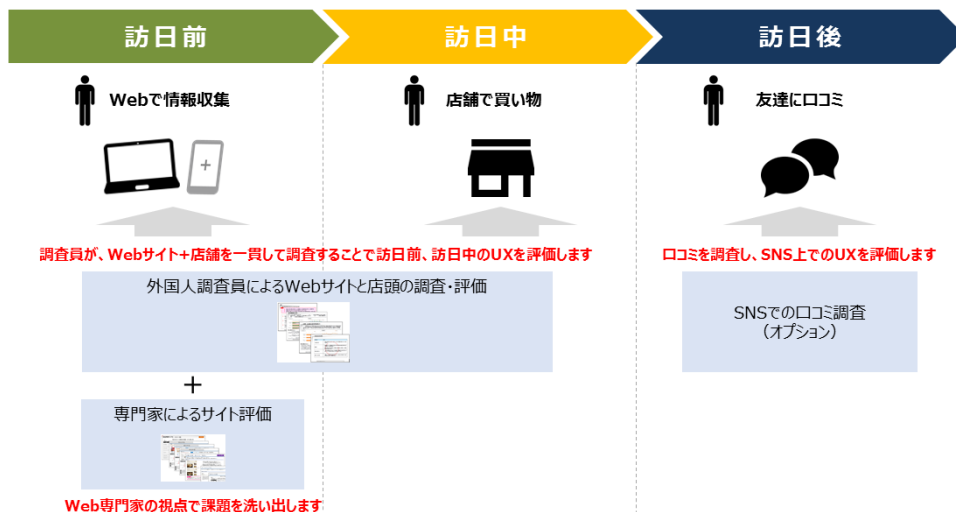 訪日前
訪日中
訪日後
Webで情報収集
店舗で買い物
友達に口コミ
調査員が、Webサイト+店舗を一貫して調査することで訪日前、訪日中のUXを評価します
口コミを調査し、SNS上でのUXを評価します
外国人調査員によるWebサイトと店頭の調査・評価
SNSでの口コミ調査
（オプション）
+
専門家によるサイト評価
Web専門家の視点で課題を洗い出します